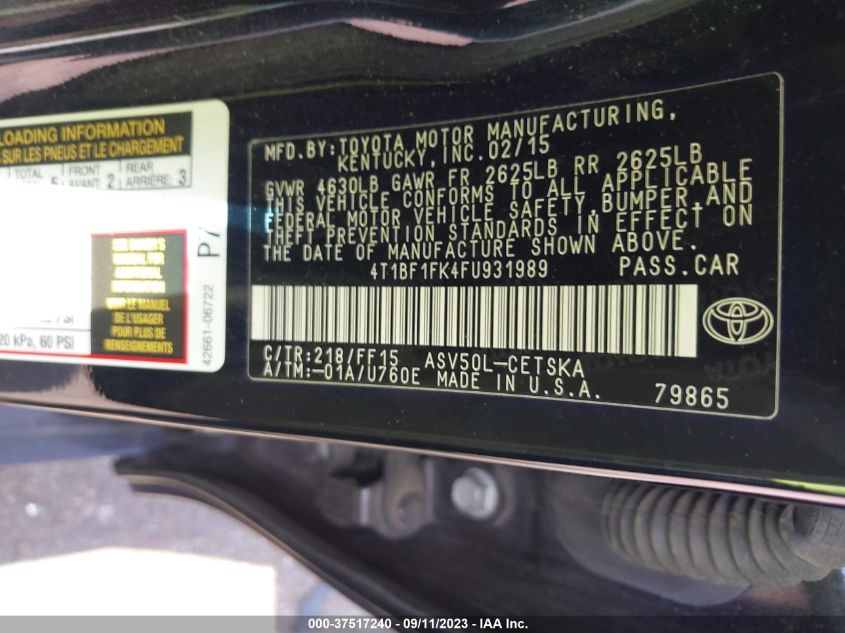 LOADING INFORMATION
SUR LES PNEUS ET LE CHARGEMENT
TOTAL 5 FRONT AVANT: 2 REAR ARRIÈRE: 3
SEE OWNER'S
MANUAL FOR
ADDITIONAL
INFORMATION
VOIR LE MANUEL
DE L'USAGER
POUR PLUS DE
RENSEIGNEMENTS
20 kPa, 60 PSI
P7
42661-06722
MFD.BY:TOYOTA MOTOR MANUFACTURING,
KENTUCKY,INC.02/15
GVWR 4630LB GAWR FR 2625LB RR 2625LB
THIS VEHICLE CONFORMS TO ALL APPLICABLE
FEDERAL MOTOR VEHICLE SAFETY,BUMPER,AND
THEFT PREVENTION STANDARDS IN EFFECT ON
THE DATE OF MANUFACTURE SHOWN ABOVE.
4T1BF1FK4FU931989 PASS.CAR
C/TR:218/FF15 ASV50L-CETSKA
A/TM:-01A/U760E MADE IN U.S.A. 79865
TOYOTA
000-37517240 - 09/11/2023 - COPYRIGHT IAA, Inc.